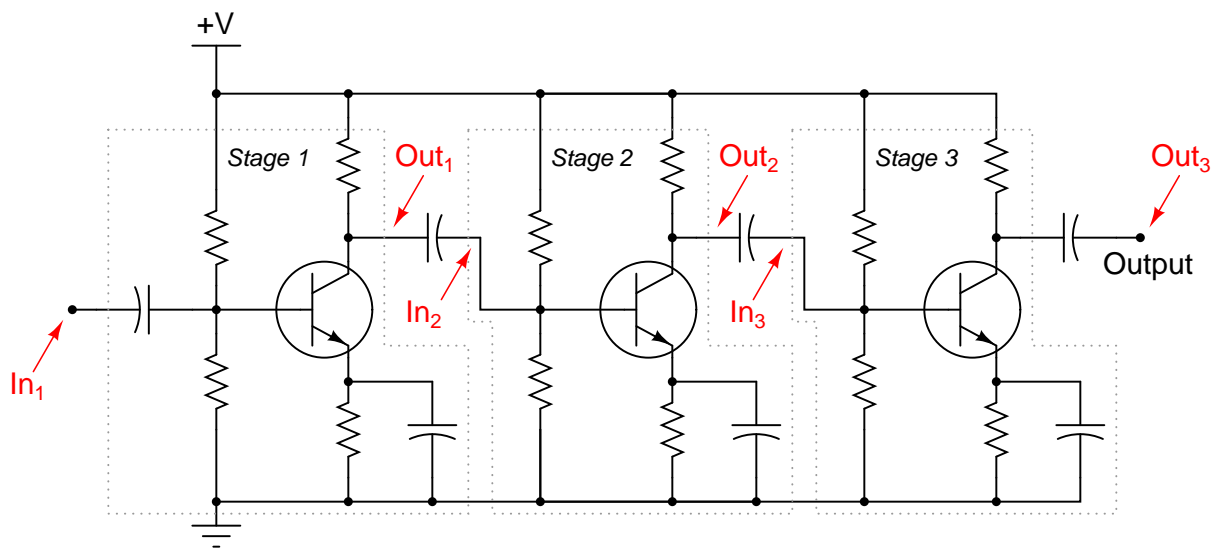 +V
Stage 1
Out₁
Stage 2
Out₂
Stage 3
Out₃
Output
In₁
In₂
In₃